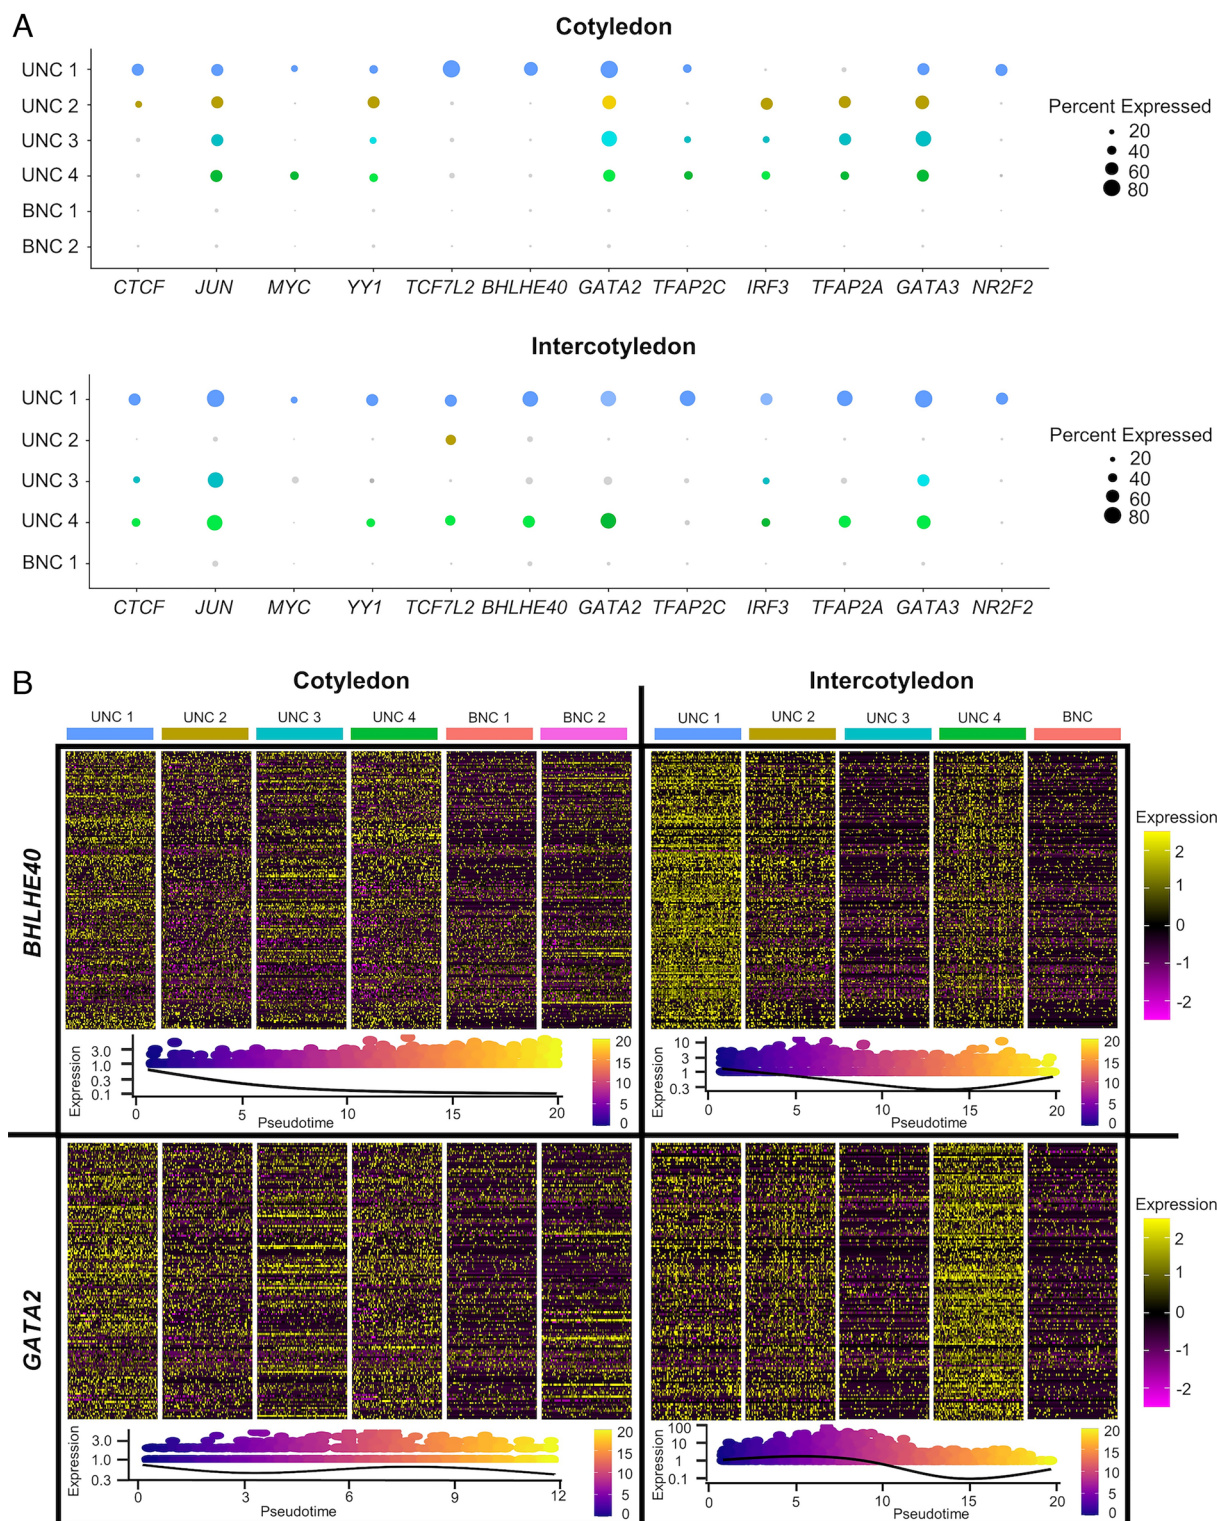 A
Cotyledon
UNC 1
UNC 2
UNC 3
UNC 4
BNC 1
BNC 2
CTCF JUN MYC YY1 TCF7L2 BHLHE40 GATA2 TFAP2C IRF3 TFAP2A GATA3 NR2F2
Percent Expressed
20
40
60
80
Intercotyledon
UNC 1
UNC 2
UNC 3
UNC 4
BNC 1
CTCF JUN MYC YY1 TCF7L2 BHLHE40 GATA2 TFAP2C IRF3 TFAP2A GATA3 NR2F2
Percent Expressed
20
40
60
80
B
Cotyledon Intercotyledon
UNC 1 UNC 2 UNC 3 UNC 4 BNC 1 BNC 2 UNC 1 UNC 2 UNC 3 UNC 4 BNC
BHLHE40
Expression
2
1
0
-1
-2
Expression
3.0
1.0
0.3
0.1
0 5 10 15 20
Pseudotime
20
15
10
5
0
Expression
10
3
1
0.3
0 5 10 15 20
Pseudotime
20
15
10
5
0
GATA2
Expression
2
1
0
-1
-2
Expression
3.0
1.0
0.3
0 3 6 9 12
Pseudotime
20
15
10
5
0
Expression
100
10
1
0.1
0 5 10 15 20
Pseudotime
20
15
10
5
0